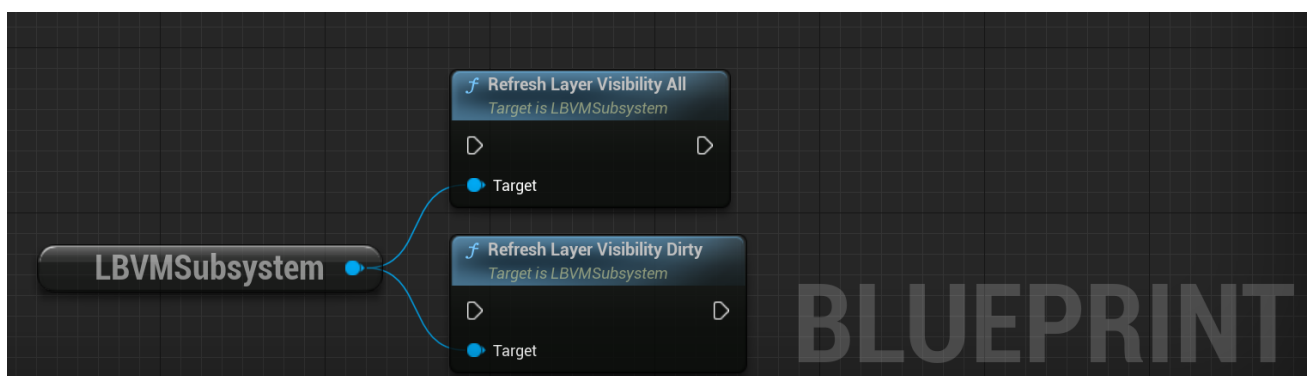 f Refresh Layer Visibility All
Target is LBVMSubsystem
Target
LBVMSubsystem
f Refresh Layer Visibility Dirty
Target is LBVMSubsystem
Target
BLUEPRINT